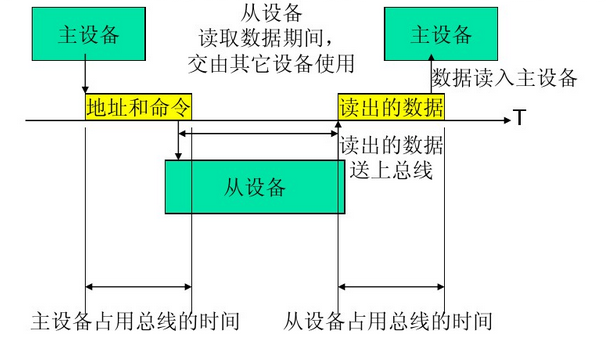 从设备
主设备
读取数据期间，
主设备
交由其它设备使用
数据读入主设备
地址和命令
读出的数据
T
读出的数据
送上总线
从设备
主设备占用总线的时间
从设备占用总线的时间